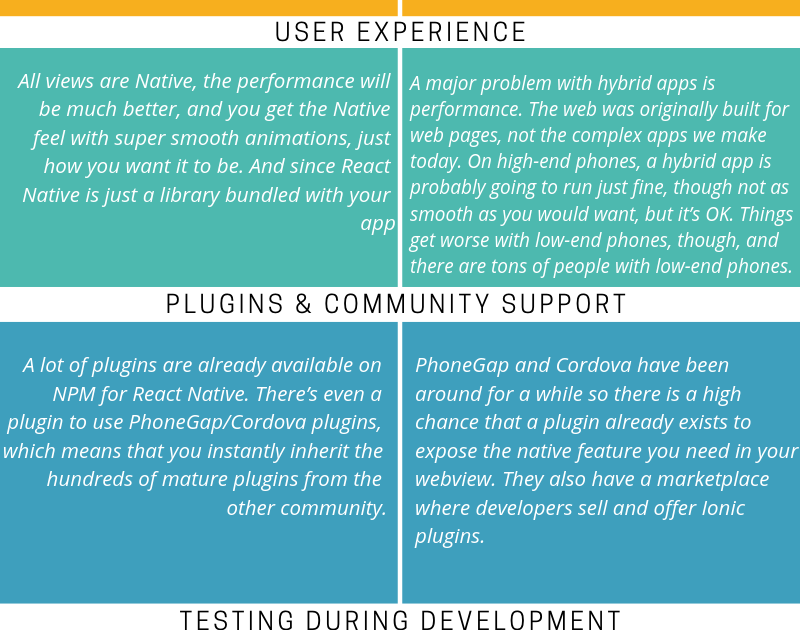 USER EXPERIENCE
All views are Native, the performance will
be much better, and you get the Native
feel with super smooth animations, just
how you want it to be. And since React
Native is just a library bundled with your
app
A major problem with hybrid apps is
performance. The web was originally built for
web pages, not the complex apps we make
today. On high-end phones, a hybrid app is
probably going to run just fine, though not as
smooth as you would want, but it’s OK. Things
get worse with low-end phones, though, and
there are tons of people with low-end phones.
PLUGINS & COMMUNITY SUPPORT
A lot of plugins are already available on
NPM for React Native. There’s even a
plugin to use PhoneGap/Cordova plugins,
which means that you instantly inherit the
hundreds of mature plugins from the
other community.
PhoneGap and Cordova have been
around for a while so there is a high
chance that a plugin already exists to
expose the native feature you need in your
webview. They also have a marketplace
where developers sell and offer Ionic
plugins.
TESTING DURING DEVELOPMENT